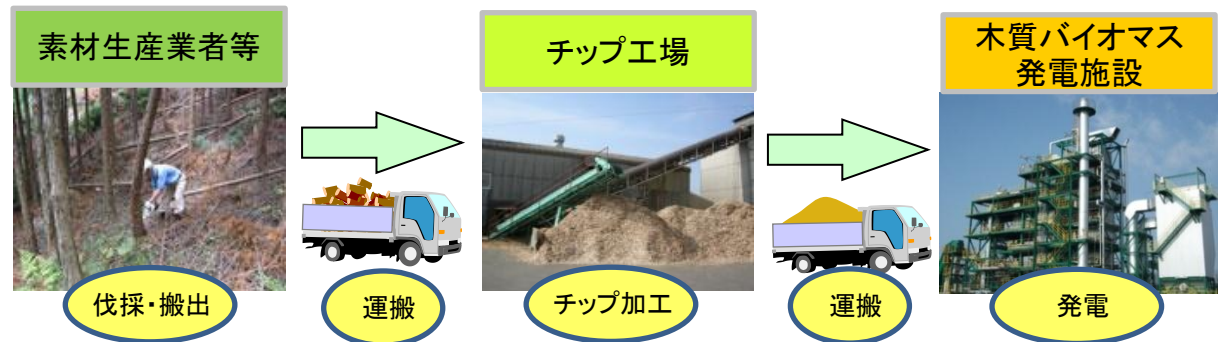 素材生産業者等
チップ工場
木質バイオマス
発電施設
伐採・搬出
運搬
チップ加工
運搬
発電